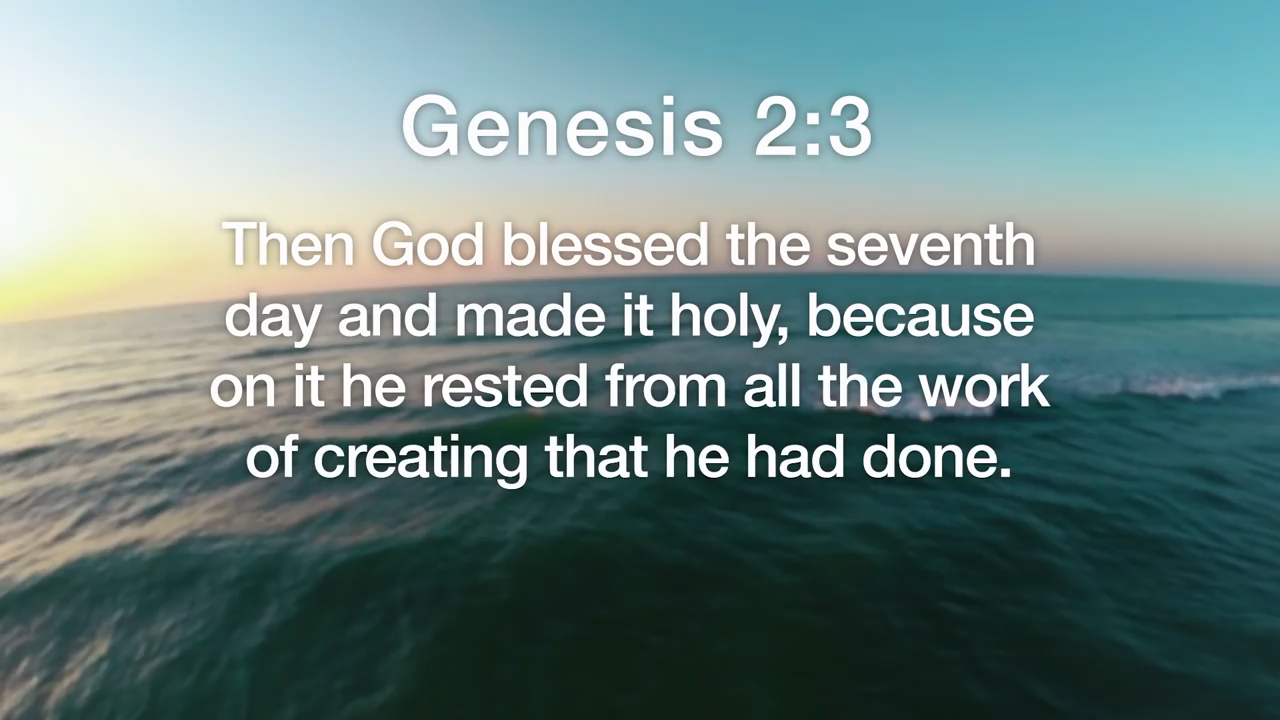 Genesis 2:3
Then God blessed the seventh
day and made it holy, because
on it he rested from all the work
of creating that he had done.